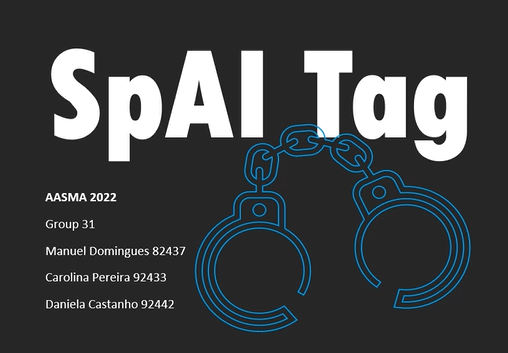 SpAI Tag
AASMA 2022
Group 31
Manuel Domingues 82437
Carolina Pereira 92433
Daniela Castanho 92442